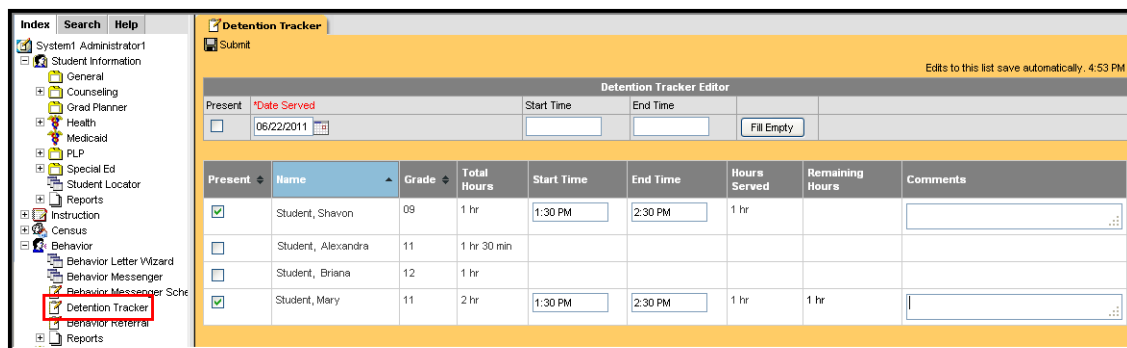 Index Search Help
System1 Administrator1
Student Information
General
Counseling
Grad Planner
Health
Medicaid
PLP
Special Ed
Student Locator
Reports
Instruction
Census
Behavior
Behavior Letter Wizard
Behavior Messenger
Behavior Messenger Sche
Detention Tracker
Behavior Referral
Reports
Detention Tracker
Submit
Edits to this list save automatically. 4:53 PM
Detention Tracker Editor
Present *Date Served Start Time End Time
06/22/2011 Fill Empty
Present Name Grade Total Hours Start Time End Time Hours Served Remaining Hours Comments
Student, Shavon 09 1 hr 1:30 PM 2:30 PM 1 hr
Student, Alexandra 11 1 hr 30 min
Student, Briana 12 1 hr
Student, Mary 11 2 hr 1:30 PM 2:30 PM 1 hr 1 hr